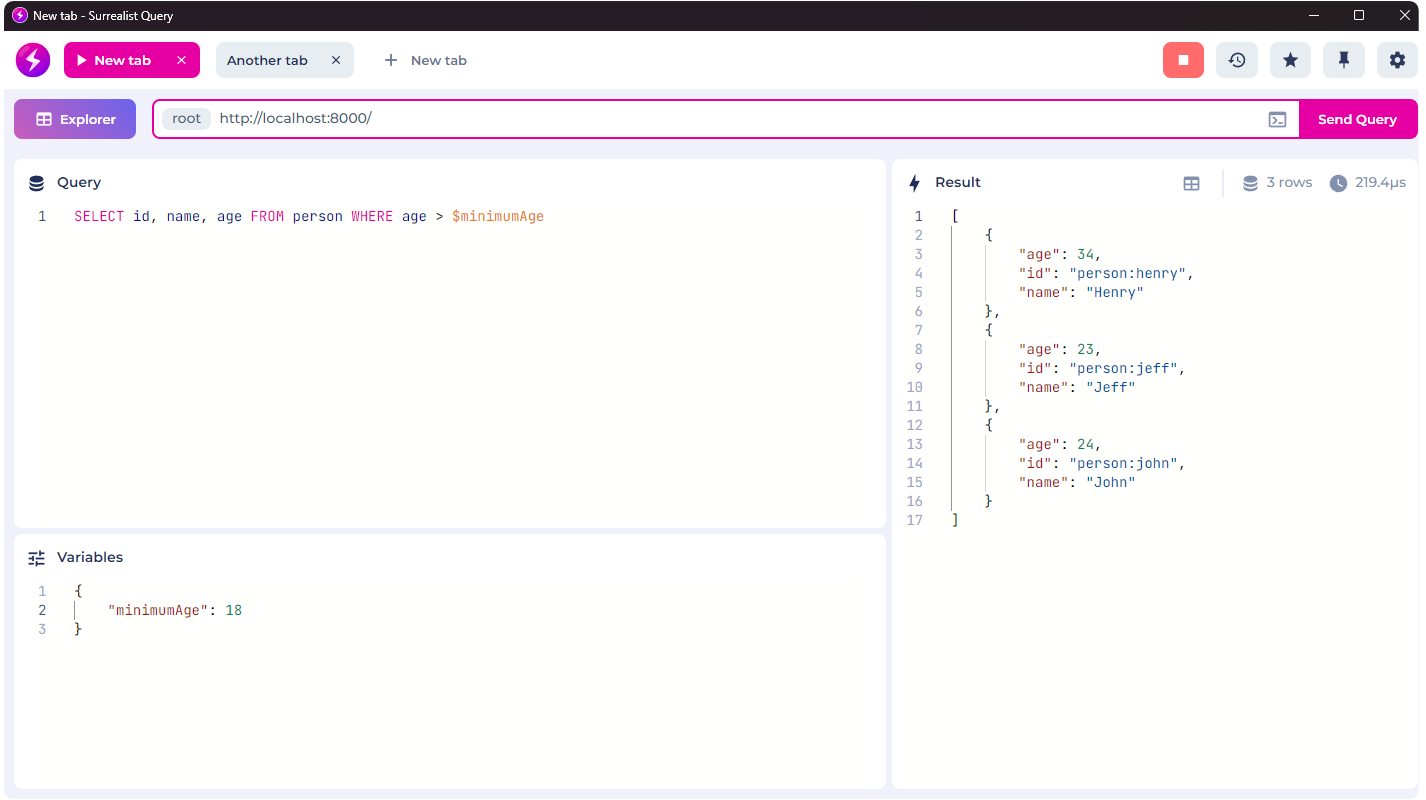 New tab - Surrealist Query
New tab
Another tab
New tab
Explorer
root http://localhost:8000/
Send Query
Query
1 SELECT id, name, age FROM person WHERE age > $minimumAge
Variables
1 {
2 "minimumAge": 18
3 }
Result 3 rows 219.4µs
1 [
2 {
3 "age": 34,
4 "id": "person:henry",
5 "name": "Henry"
6 },
7 {
8 "age": 23,
9 "id": "person:jeff",
10 "name": "Jeff"
11 },
12 {
13 "age": 24,
14 "id": "person:john",
15 "name": "John"
16 }
17 ]